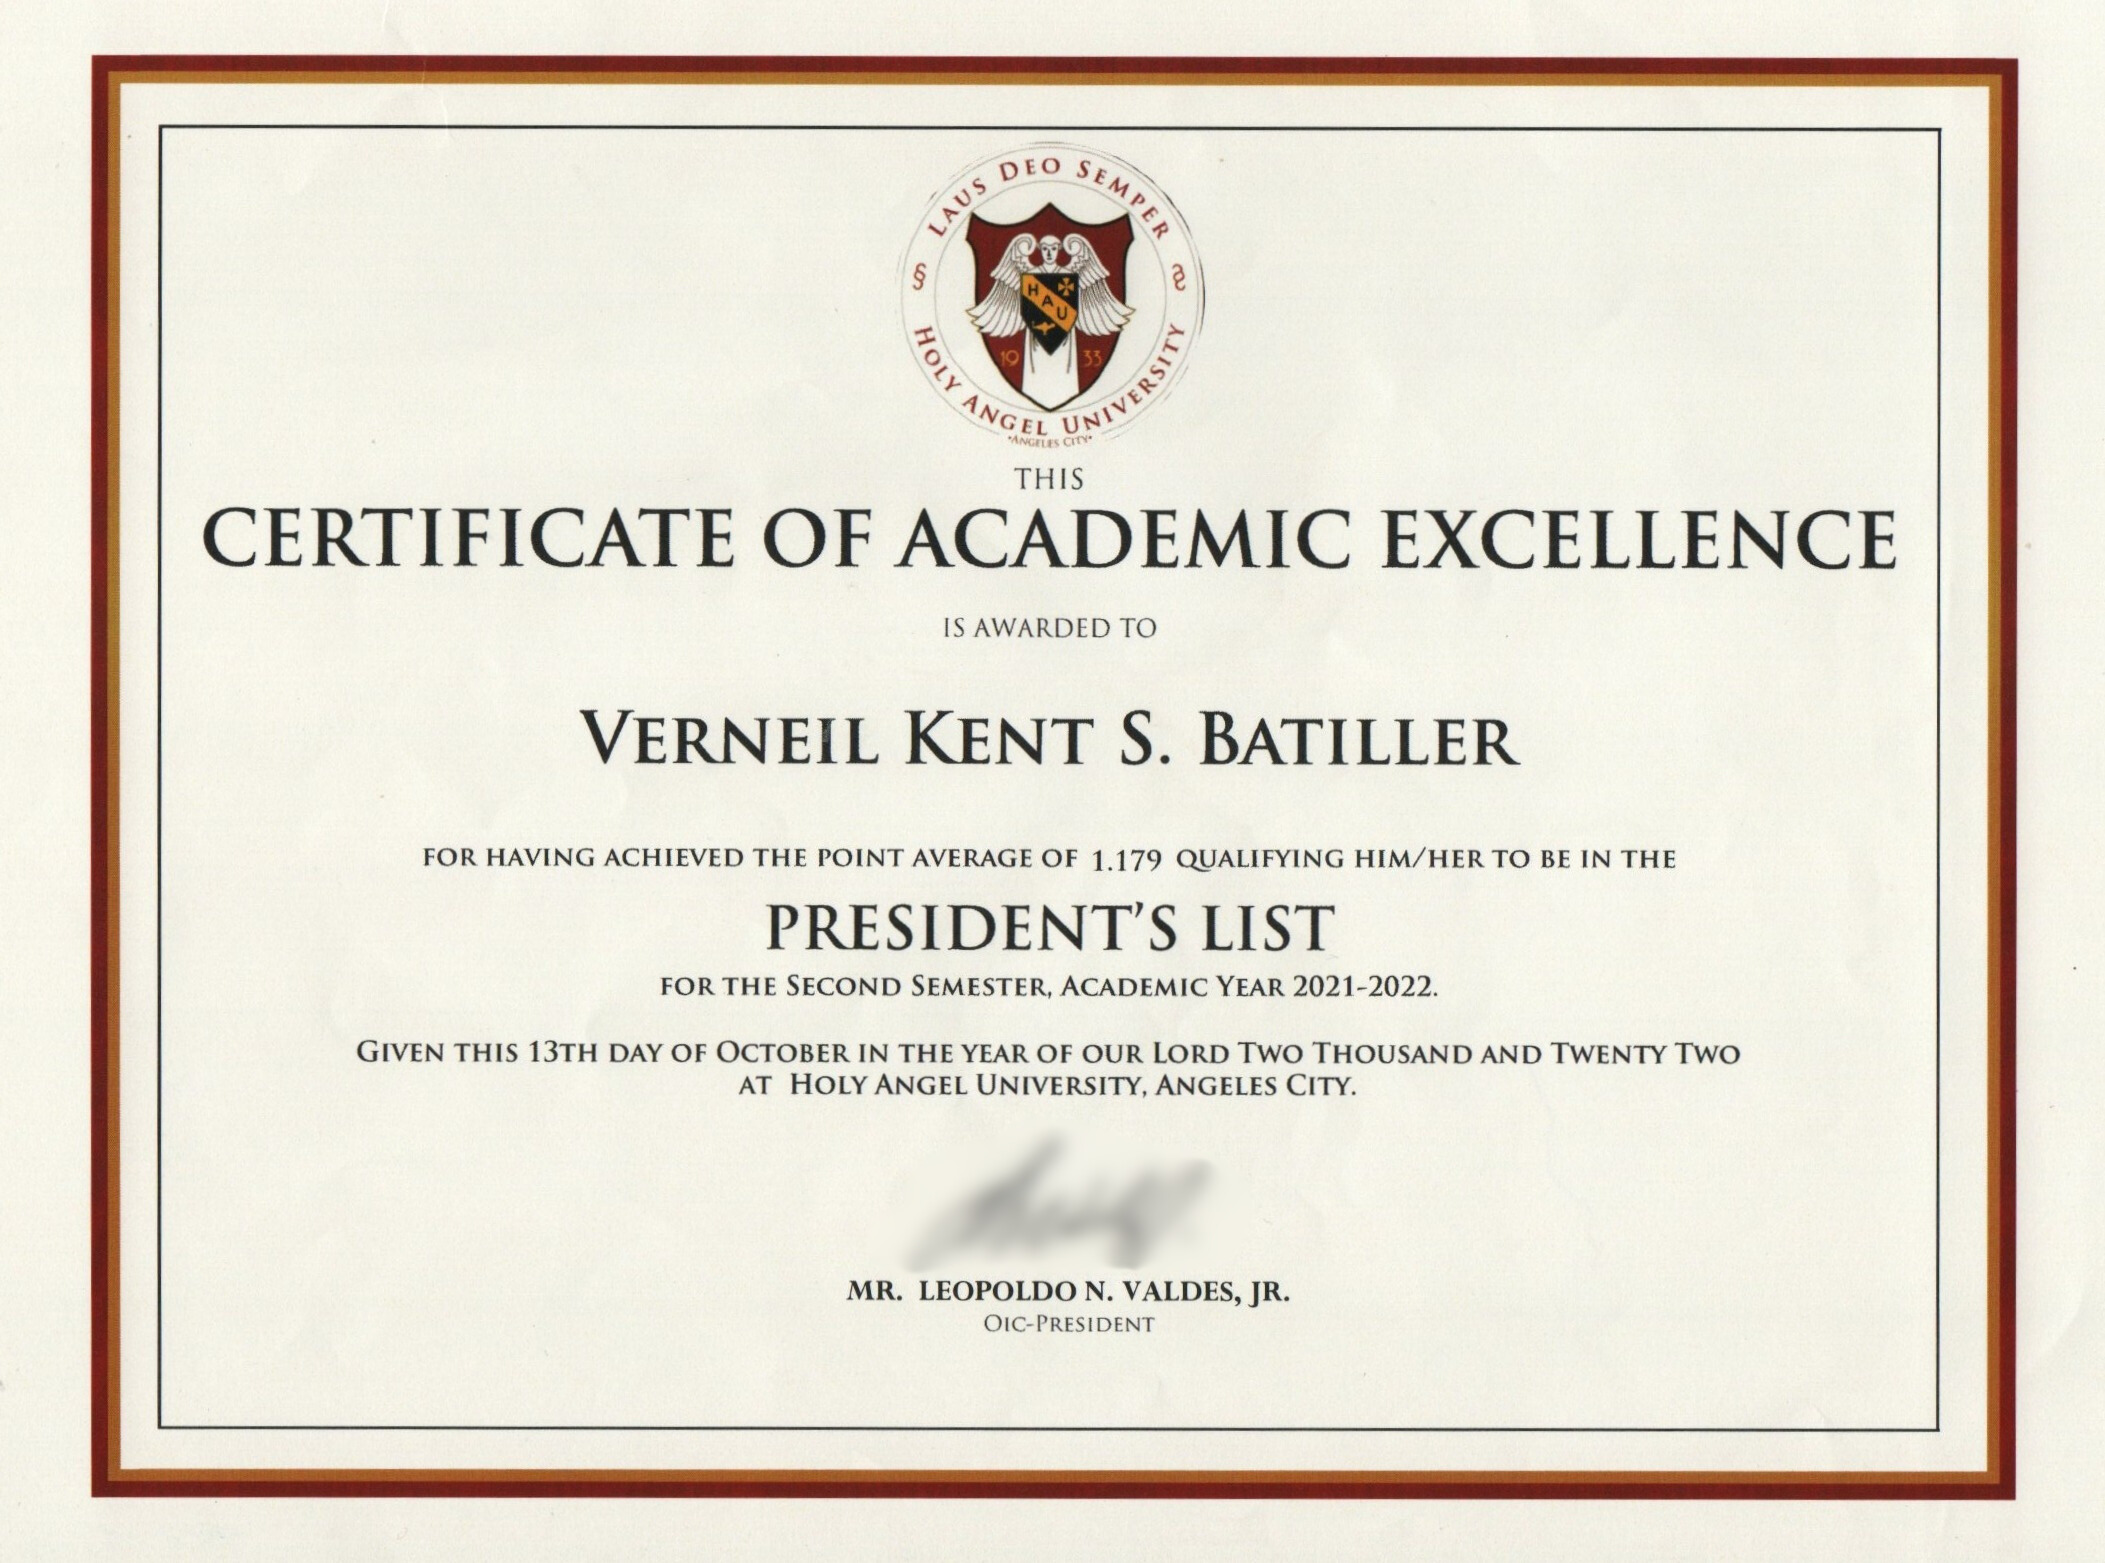 LAUS DEO SEMPER
HAU
19 33
HOLY ANGEL UNIVERSITY
•ANGELES CITY•
THIS
CERTIFICATE OF ACADEMIC EXCELLENCE
IS AWARDED TO
VERNEIL KENT S. BATILLER
FOR HAVING ACHIEVED THE POINT AVERAGE OF 1.179 QUALIFYING HIM/HER TO BE IN THE
PRESIDENT'S LIST
FOR THE SECOND SEMESTER, ACADEMIC YEAR 2021-2022.
GIVEN THIS 13TH DAY OF OCTOBER IN THE YEAR OF OUR LORD TWO THOUSAND AND TWENTY TWO
AT HOLY ANGEL UNIVERSITY, ANGELES CITY.
MR. LEOPOLDO N. VALDES, JR.
OIC-PRESIDENT